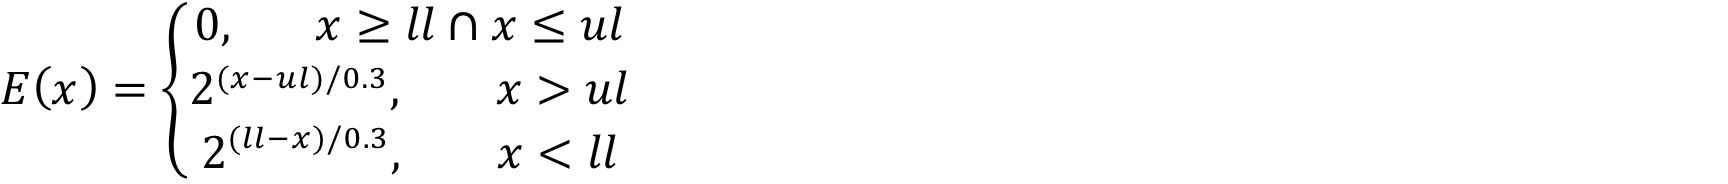 0, x ≥ ll ∩ x ≤ ul
E(x) = { 2^(x−ul)/0.3, x > ul
2^(ll−x)/0.3, x < ll